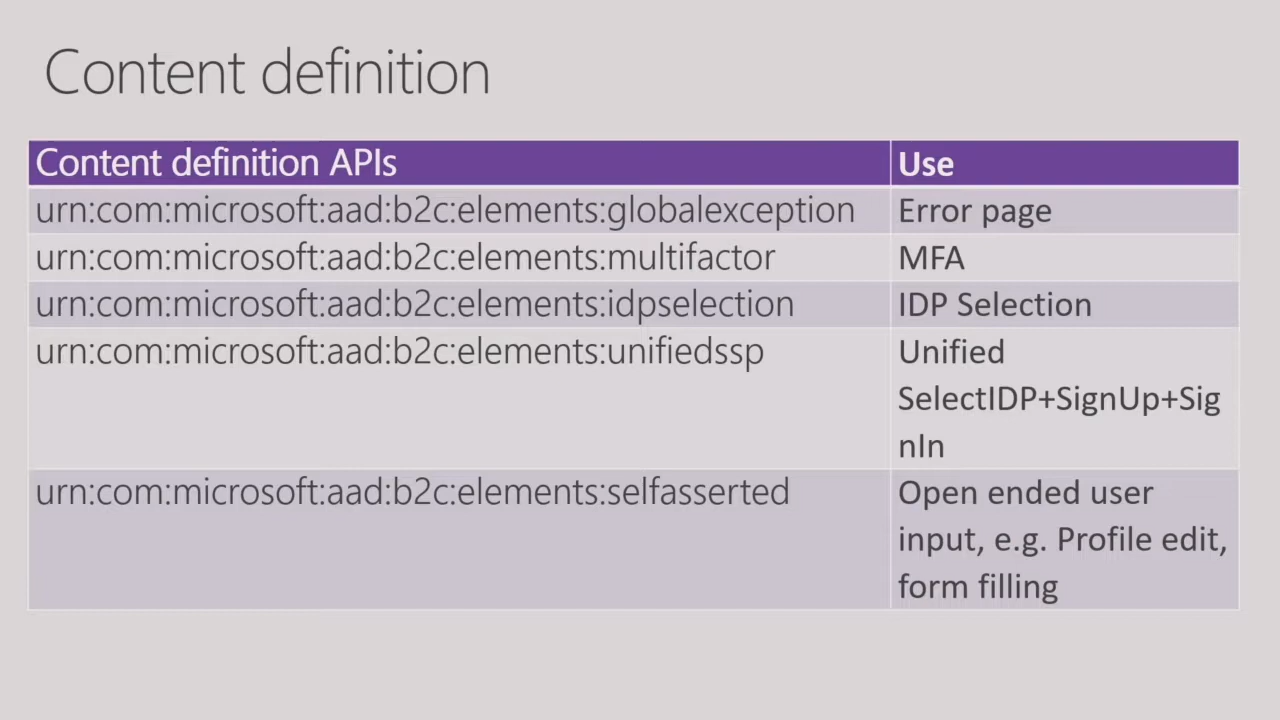 Content definition
Content definition APIs Use
urn:com:microsoft:aad:b2c:elements:globalexception Error page
urn:com:microsoft:aad:b2c:elements:multifactor MFA
urn:com:microsoft:aad:b2c:elements:idpselection IDP Selection
urn:com:microsoft:aad:b2c:elements:unifiedssp Unified
SelectIDP+SignUp+Sig
nIn
urn:com:microsoft:aad:b2c:elements:selfasserted Open ended user
input, e.g. Profile edit,
form filling